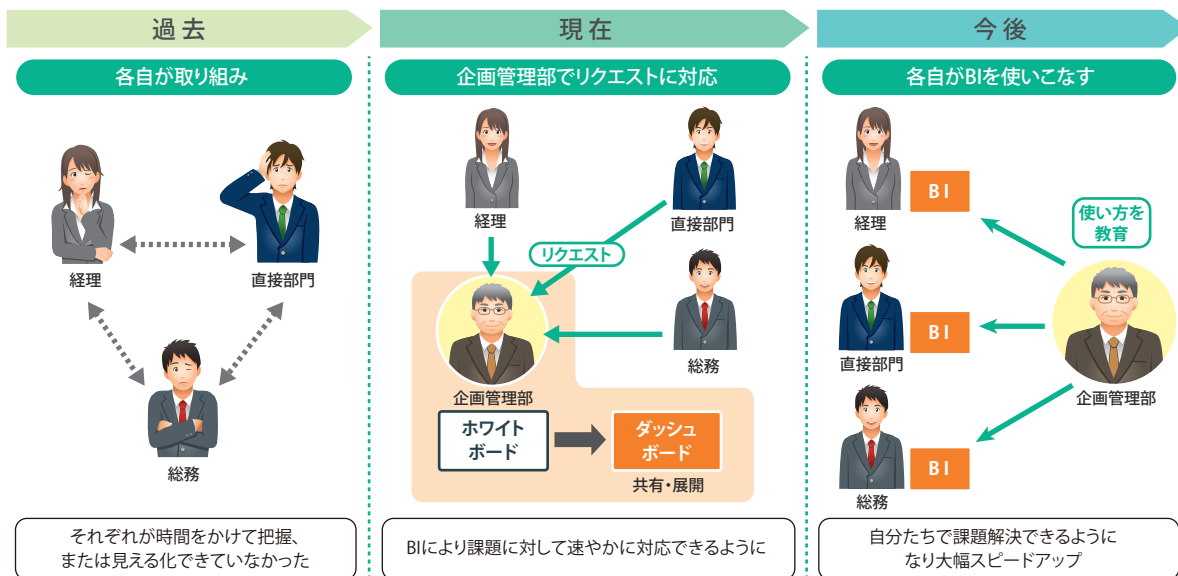 過去
各自が取り組み
経理
直接部門
総務
それぞれが時間をかけて把握、
または見える化できていなかった
現在
企画管理部でリクエストに対応
経理
直接部門
リクエスト
総務
企画管理部
ホワイト
ボード
ダッシュ
ボード
共有・展開
BIにより課題に対して速やかに対応できるように
今後
各自がBIを使いこなす
経理
BI
使い方を
教育
直接部門
BI
企画管理部
総務
BI
自分たちで課題解決できるように
なり大幅スピードアップ